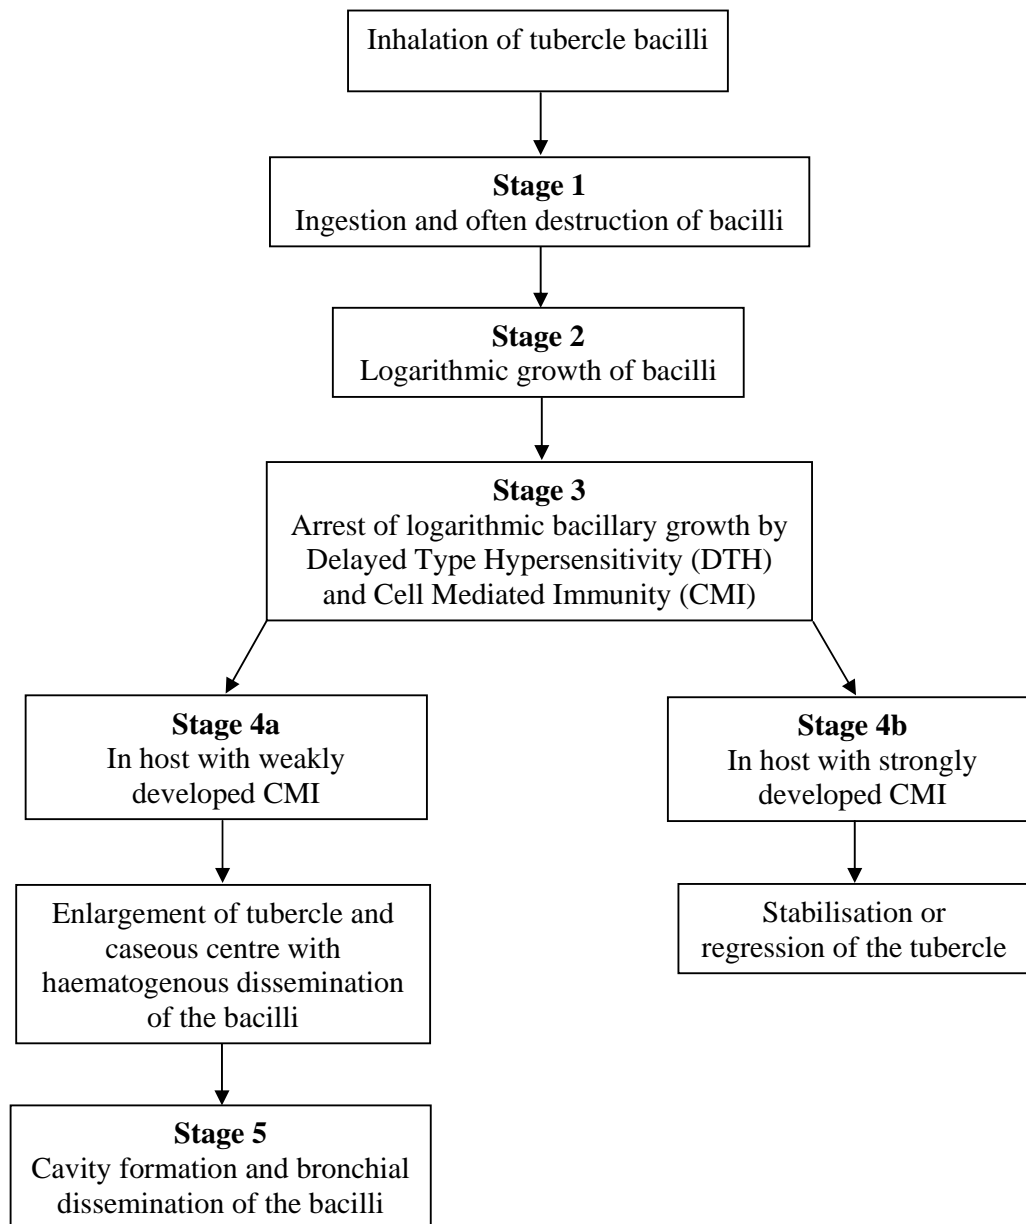 Inhalation of tubercle bacilli
Stage 1
Ingestion and often destruction of bacilli
Stage 2
Logarithmic growth of bacilli
Stage 3
Arrest of logarithmic bacillary growth by
Delayed Type Hypersensitivity (DTH)
and Cell Mediated Immunity (CMI)
Stage 4a
In host with weakly
developed CMI
Stage 4b
In host with strongly
developed CMI
Enlargement of tubercle and
caseous centre with
haematogenous dissemination
of the bacilli
Stabilisation or
regression of the tubercle
Stage 5
Cavity formation and bronchial
dissemination of the bacilli